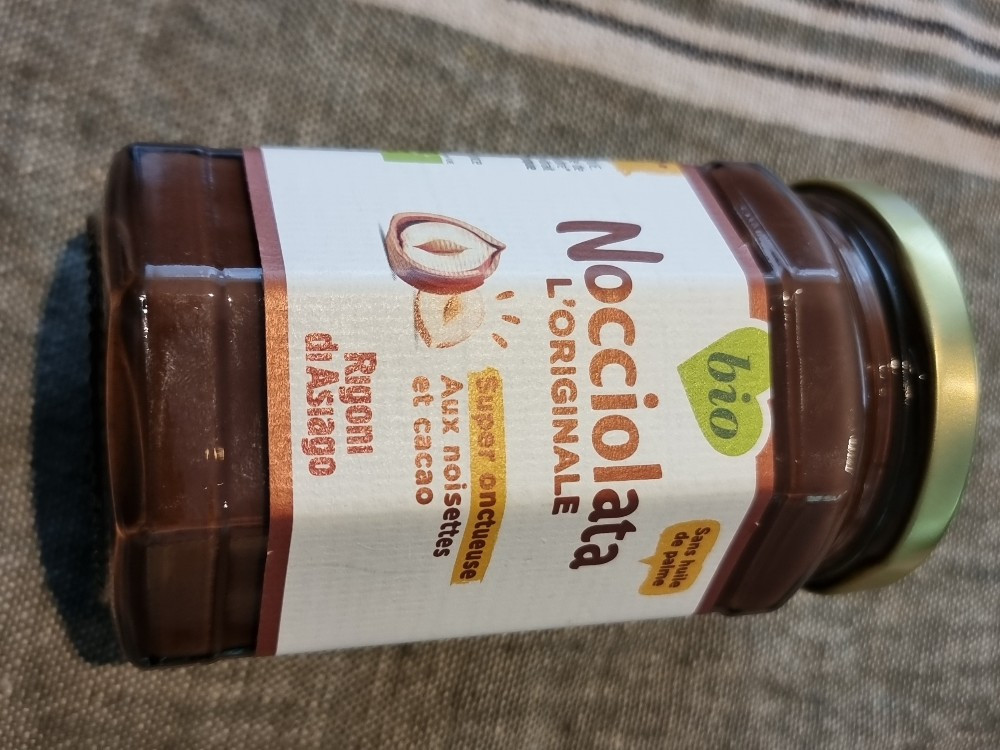 bio
Sans huile
de palme
Nocciolata
L'ORIGINALE
Super onctueuse
Aux noisettes
et cacao
Rigoni
di Asiago